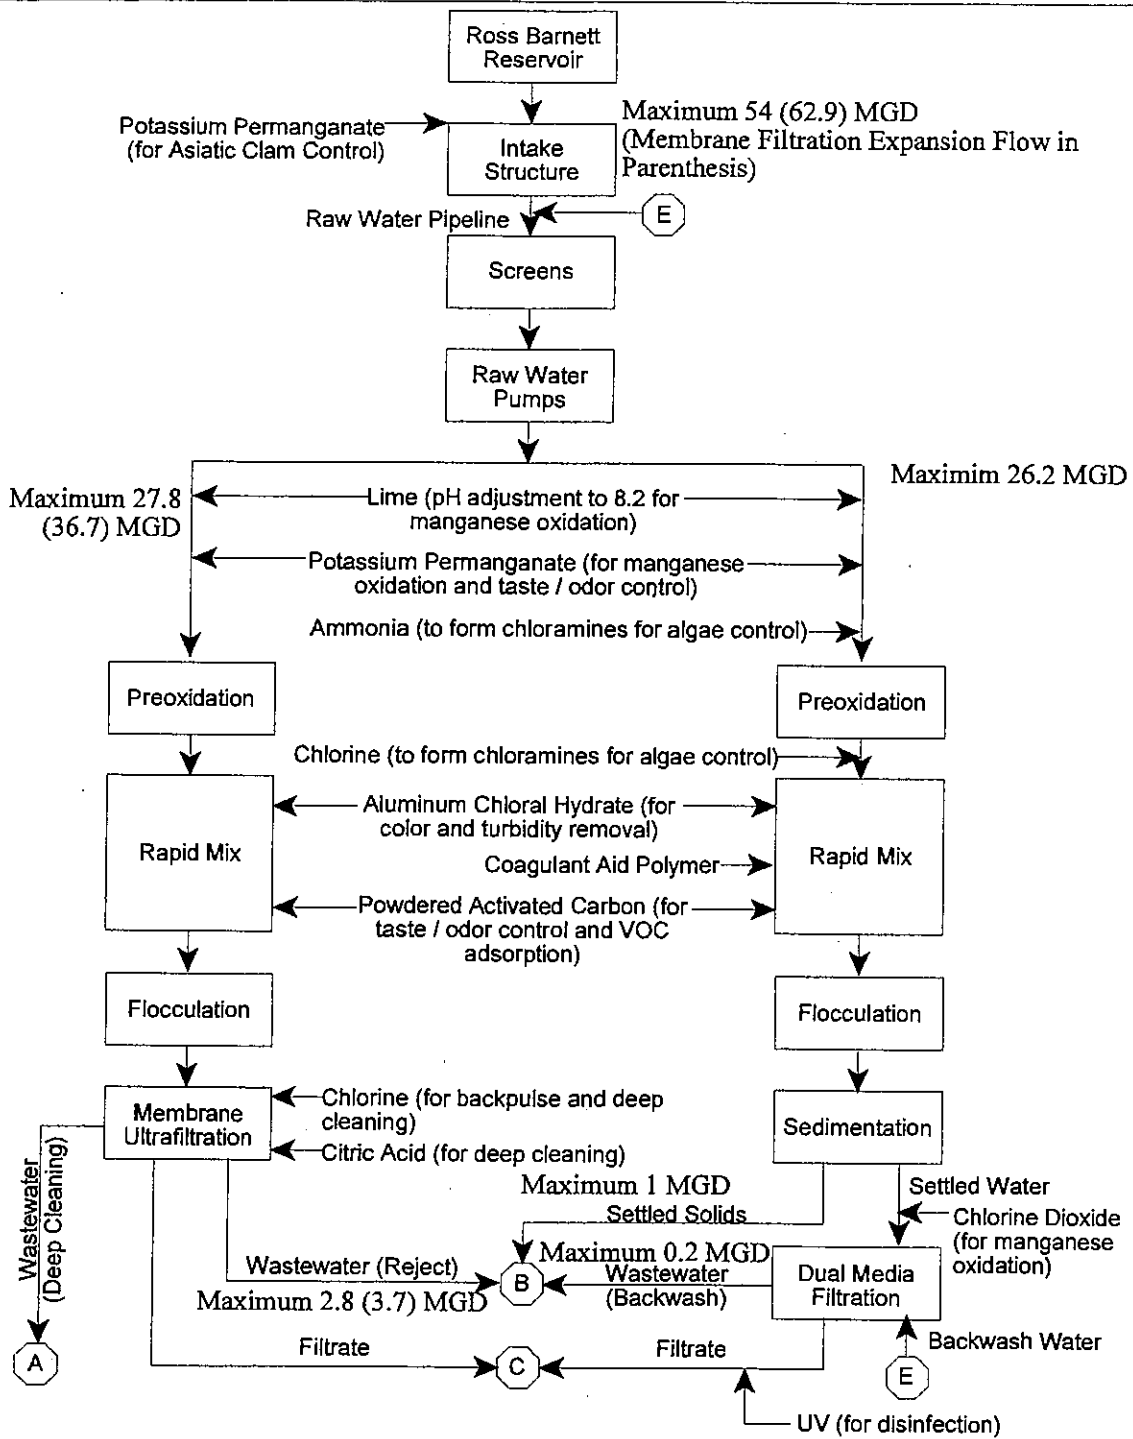 Ross Barnett
Reservoir
Maximum 54 (62.9) MGD
(Membrane Filtration Expansion Flow in
Parenthesis)
Potassium Permanganate
(for Asiatic Clam Control)
Intake
Structure
Raw Water Pipeline
E
Screens
Raw Water
Pumps
Maximum 27.8
(36.7) MGD
Maximim 26.2 MGD
Lime (pH adjustment to 8.2 for
manganese oxidation)
Potassium Permanganate (for manganese
oxidation and taste / odor control)
Ammonia (to form chloramines for algae control)
Preoxidation
Preoxidation
Chlorine (to form chloramines for algae control)
Rapid Mix
Aluminum Chloral Hydrate (for
color and turbidity removal)
Coagulant Aid Polymer
Rapid Mix
Powdered Activated Carbon (for
taste / odor control and VOC
adsorption)
Flocculation
Flocculation
Membrane
Ultrafiltration
Chlorine (for backpulse and deep
cleaning)
Citric Acid (for deep cleaning)
Sedimentation
Wastewater
(Deep Cleaning)
Maximum 1 MGD
Settled Solids
Settled Water
Chlorine Dioxide
(for manganese
oxidation)
Maximum 0.2 MGD
Wastewater (Reject)
B
Wastewater
(Backwash)
Dual Media
Filtration
Maximum 2.8 (3.7) MGD
Backwash Water
A
Filtrate
C
Filtrate
E
UV (for disinfection)